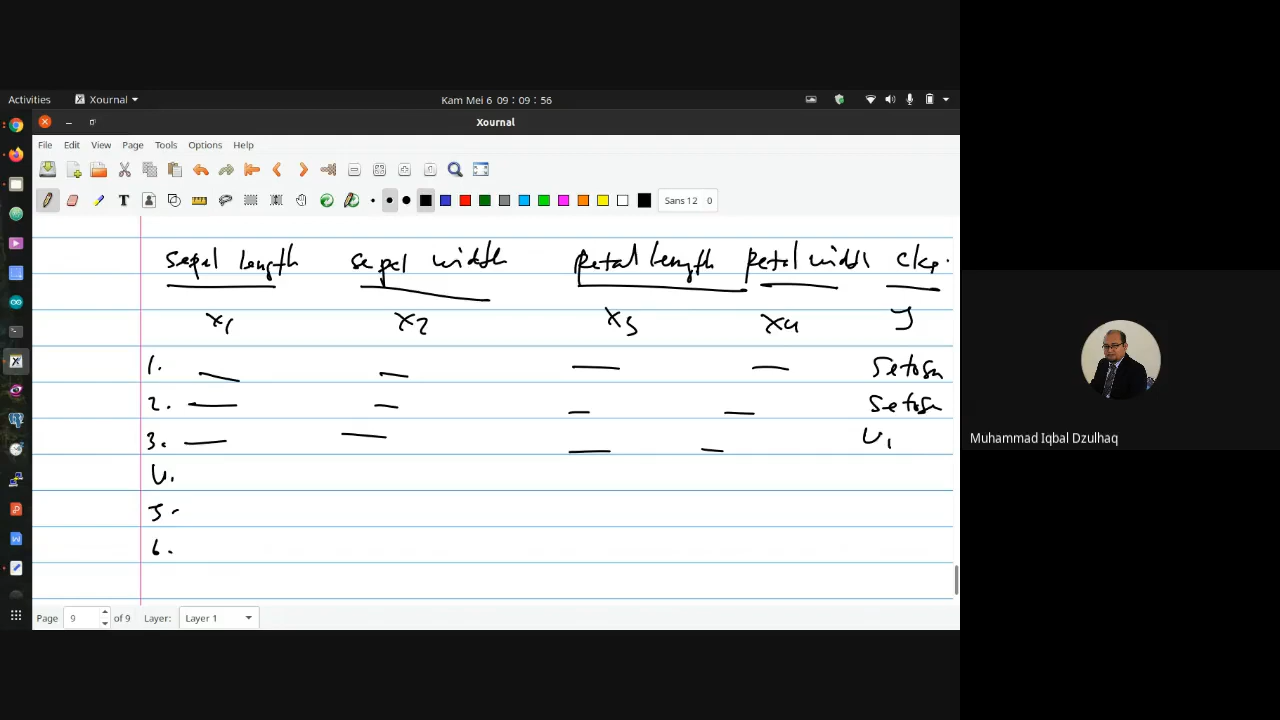 Activities Xournal Kam Mei 6 09 : 09 : 56
Xournal
File Edit View Page Tools Options Help
T Sans 12 0
sepal length sepal width petal length petal width
x1 x2 x3 x4 y
1. Setosa
2. Setosa
3. V,
4.
5.
6.
Muhammad Iqbal Dzulhaq
Page 9 of 9 Layer: Layer 1